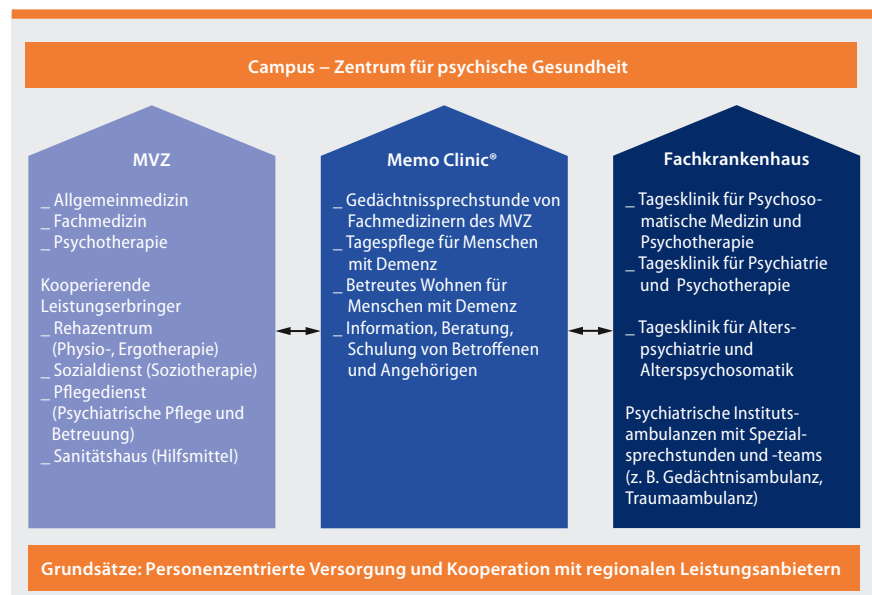 Campus – Zentrum für psychische Gesundheit
MVZ
_ Allgemeinmedizin
_ Fachmedizin
_ Psychotherapie
Kooperierende
Leistungserbringer
_ Rehazentrum
(Physio-, Ergotherapie)
_ Sozialdienst (Soziotherapie)
_ Pflegedienst
(Psychiatrische Pflege und
Betreuung)
_ Sanitätshaus (Hilfsmittel)
Memo Clinic®
_ Gedächtnissprechstunde von
Fachmedizinern des MVZ
_ Tagespflege für Menschen
mit Demenz
_ Betreutes Wohnen für
Menschen mit Demenz
_ Information, Beratung,
Schulung von Betroffenen
und Angehörigen
Fachkrankenhaus
_ Tagesklinik für Psychoso-
matische Medizin und
Psychotherapie
_ Tagesklinik für Psychiatrie
und Psychotherapie
_ Tagesklinik für Alters-
psychiatrie und
Alterspsychosomatik
Psychiatrische Instituts-
ambulanzen mit Spezial-
sprechstunden und -teams
(z. B. Gedächtnisambulanz,
Traumaambulanz)
Grundsätze: Personenzentrierte Versorgung und Kooperation mit regionalen Leistungsanbietern